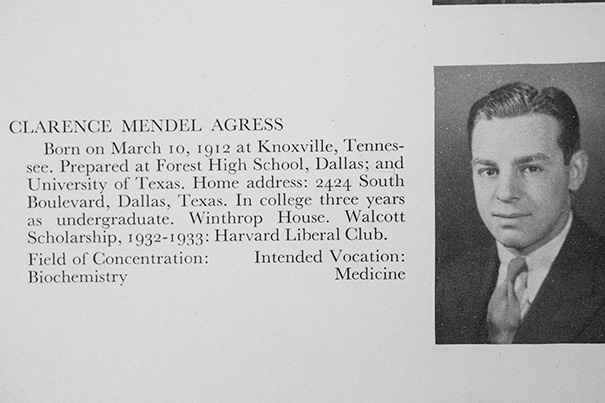 CLARENCE MENDEL AGRESS
Born on March 10, 1912 at Knoxville, Tennes-
see. Prepared at Forest High School, Dallas; and
University of Texas. Home address: 2424 South
Boulevard, Dallas, Texas. In college three years
as undergraduate. Winthrop House. Walcott
Scholarship, 1932-1933: Harvard Liberal Club.
Field of Concentration: Intended Vocation:
Biochemistry Medicine